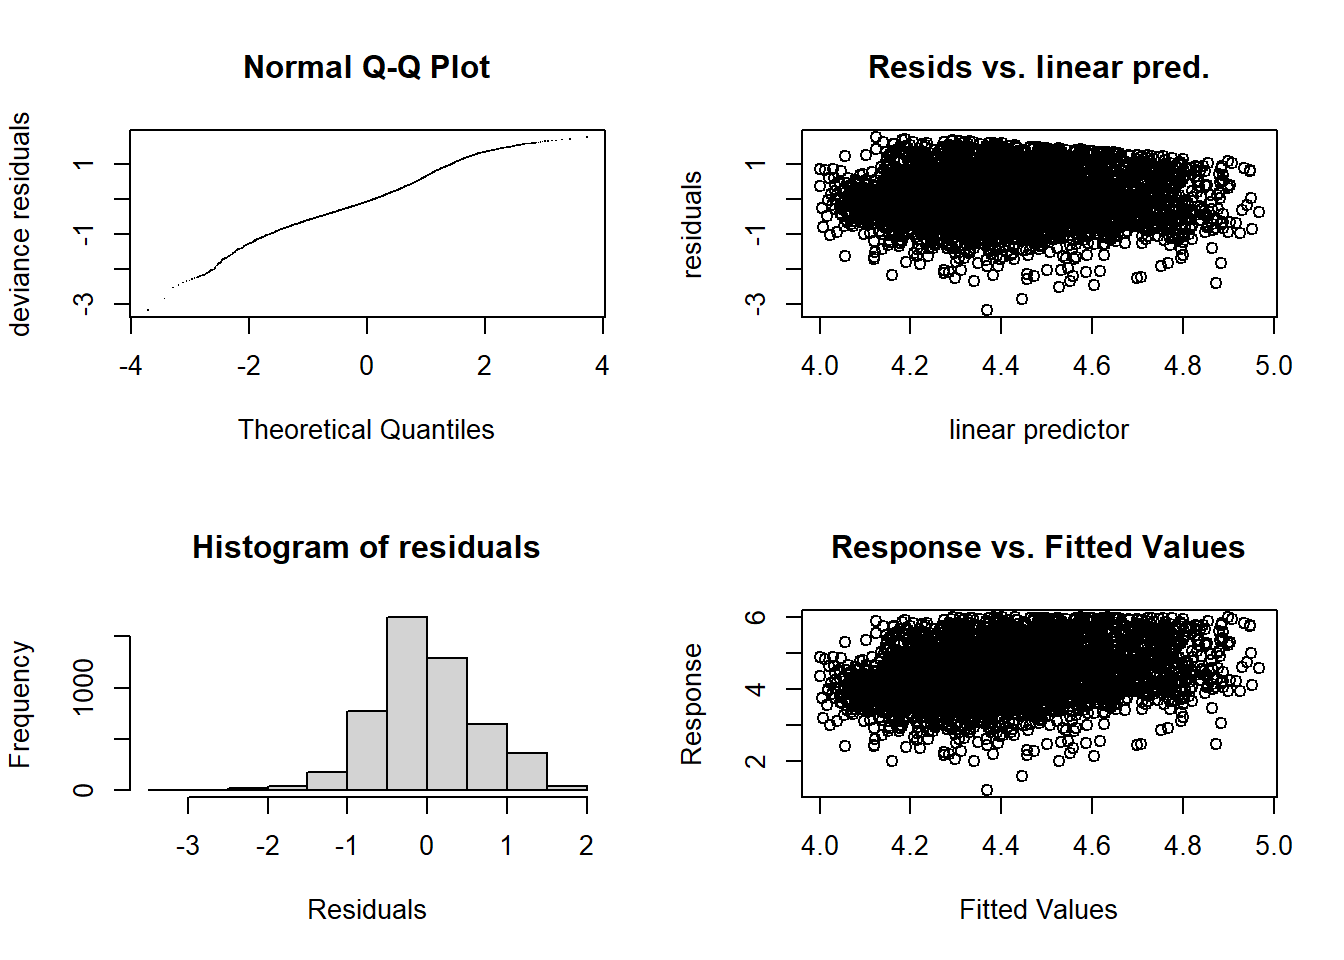 Normal Q-Q Plot
deviance residuals
1
-1
-3
-4 -2 0 2 4
Theoretical Quantiles
Resids vs. linear pred.
residuals
1
-1
-3
4.0 4.2 4.4 4.6 4.8 5.0
linear predictor
Histogram of residuals
Frequency
1000
0
-3 -2 -1 0 1 2
Residuals
Response vs. Fitted Values
Response
6
4
2
4.0 4.2 4.4 4.6 4.8 5.0
Fitted Values